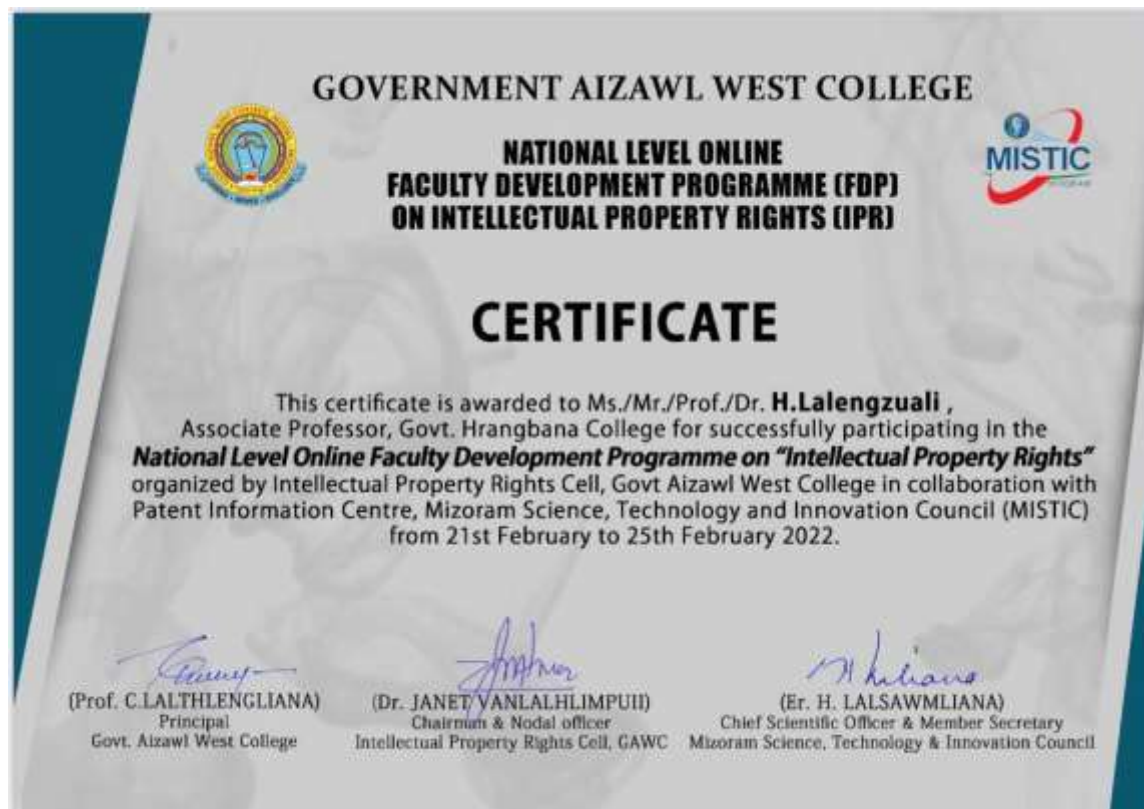 GOVERNMENT AIZAWL WEST COLLEGE
NATIONAL LEVEL ONLINE
FACULTY DEVELOPMENT PROGRAMME (FDP)
ON INTELLECTUAL PROPERTY RIGHTS (IPR)
MISTIC
CERTIFICATE
This certificate is awarded to Ms./Mr./Prof./Dr. H.Lalengzuali ,
Associate Professor, Govt. Hrangbana College for successfully participating in the
National Level Online Faculty Development Programme on “Intellectual Property Rights”
organized by Intellectual Property Rights Cell, Govt Aizawl West College in collaboration with
Patent Information Centre, Mizoram Science, Technology and Innovation Council (MISTIC)
from 21st February to 25th February 2022.
(Prof. C.LALTHLENGLIANA)
Principal
Govt. Aizawl West College
(Dr. JANET VANLALHLIMPUII)
Chairman & Nodal officer
Intellectual Property Rights Cell, GAWC
(Er. H. LALSAWMLIANA)
Chief Scientific Officer & Member Secretary
Mizoram Science, Technology & Innovation Council